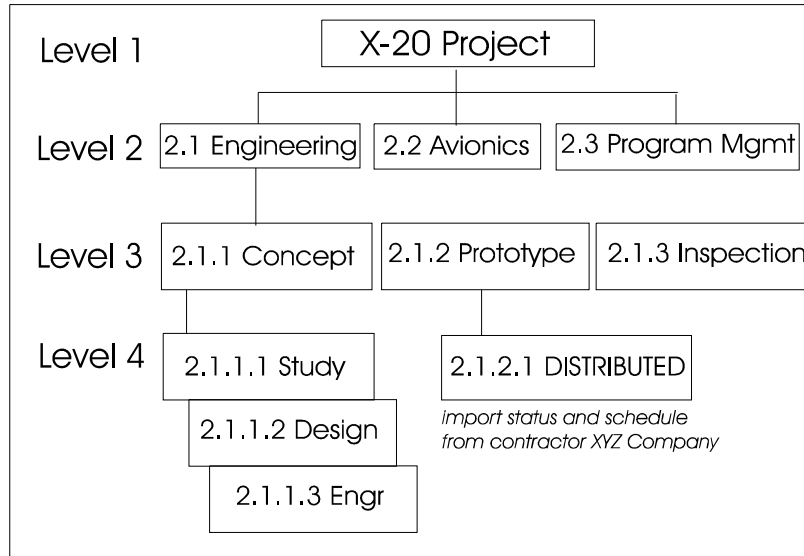 Level 1
X-20 Project
Level 2
2.1 Engineering
2.2 Avionics
2.3 Program Mgmt
Level 3
2.1.1 Concept
2.1.2 Prototype
2.1.3 Inspection
Level 4
2.1.1.1 Study
2.1.2.1 DISTRIBUTED
import status and schedule
from contractor XYZ Company
2.1.1.2 Design
2.1.1.3 Engr